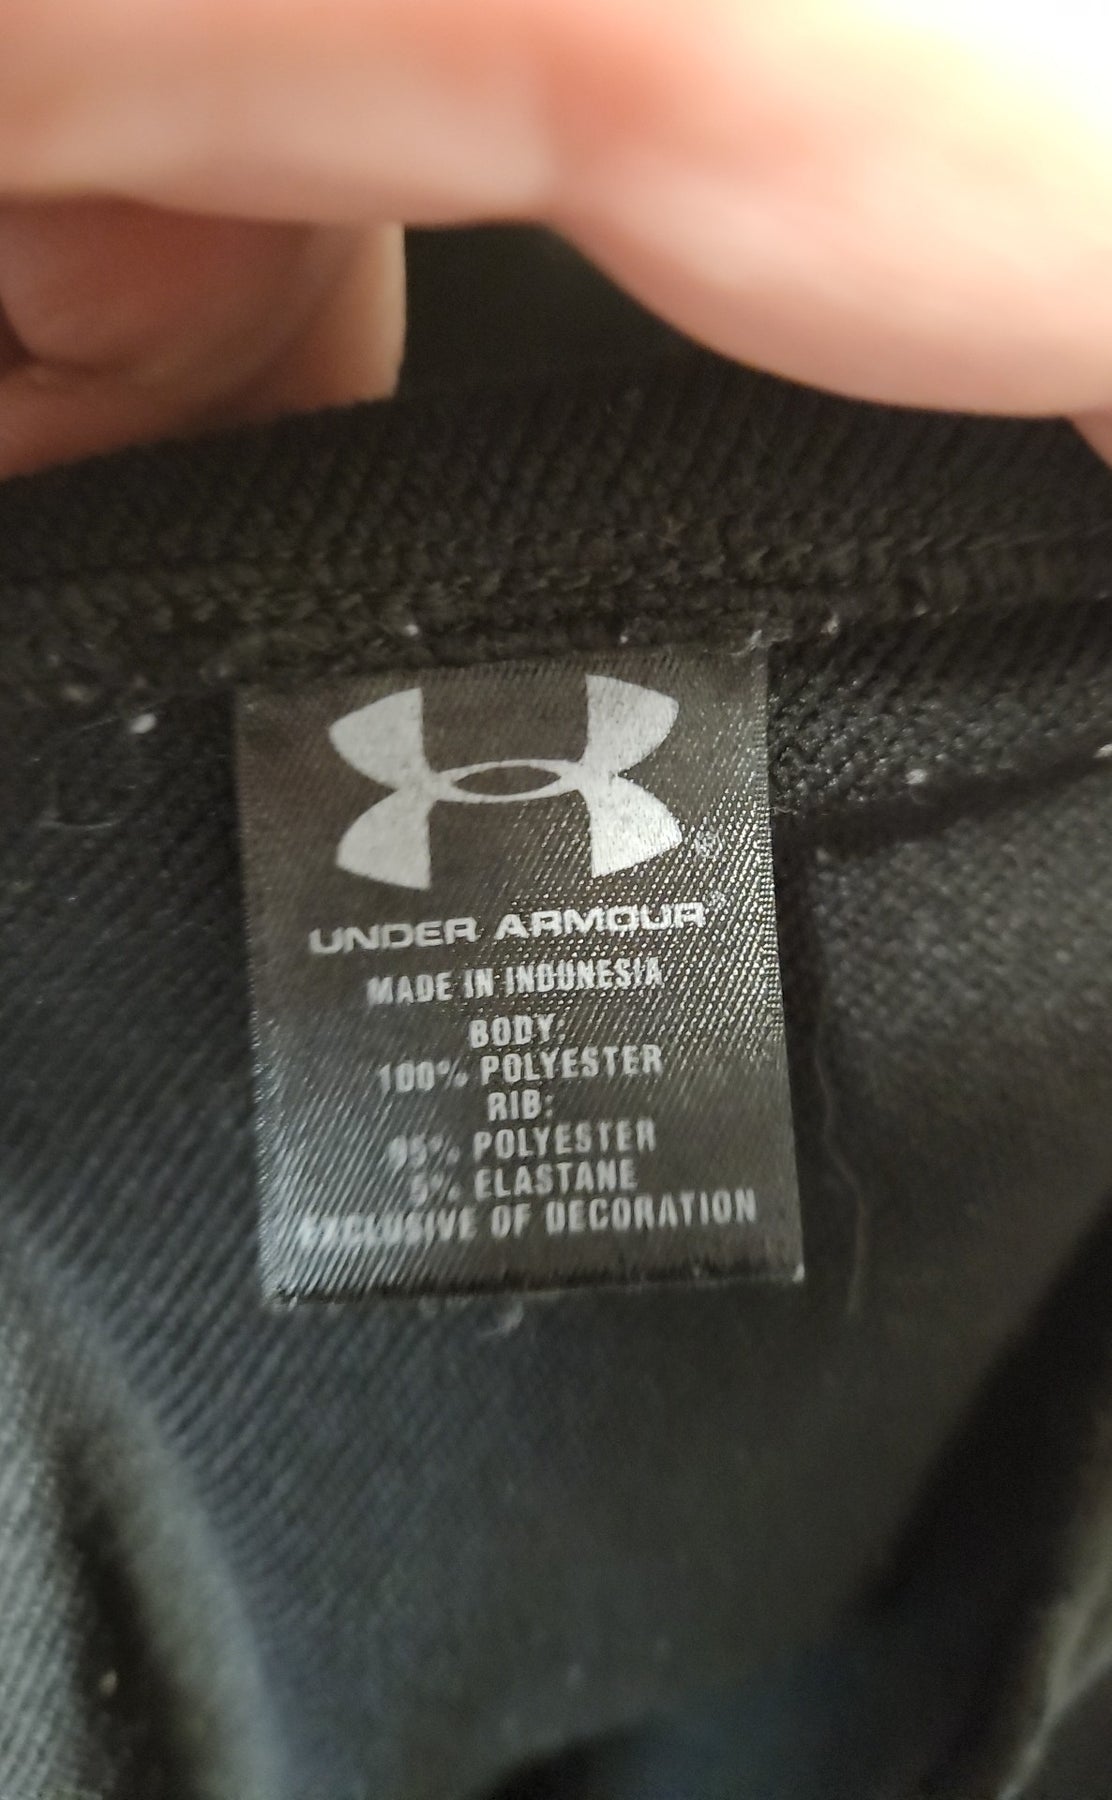 UNDER ARMOUR®
MADE IN INDONESIA
BODY:
100% POLYESTER
RIB:
95% POLYESTER
5% ELASTANE
EXCLUSIVE OF DECORATION